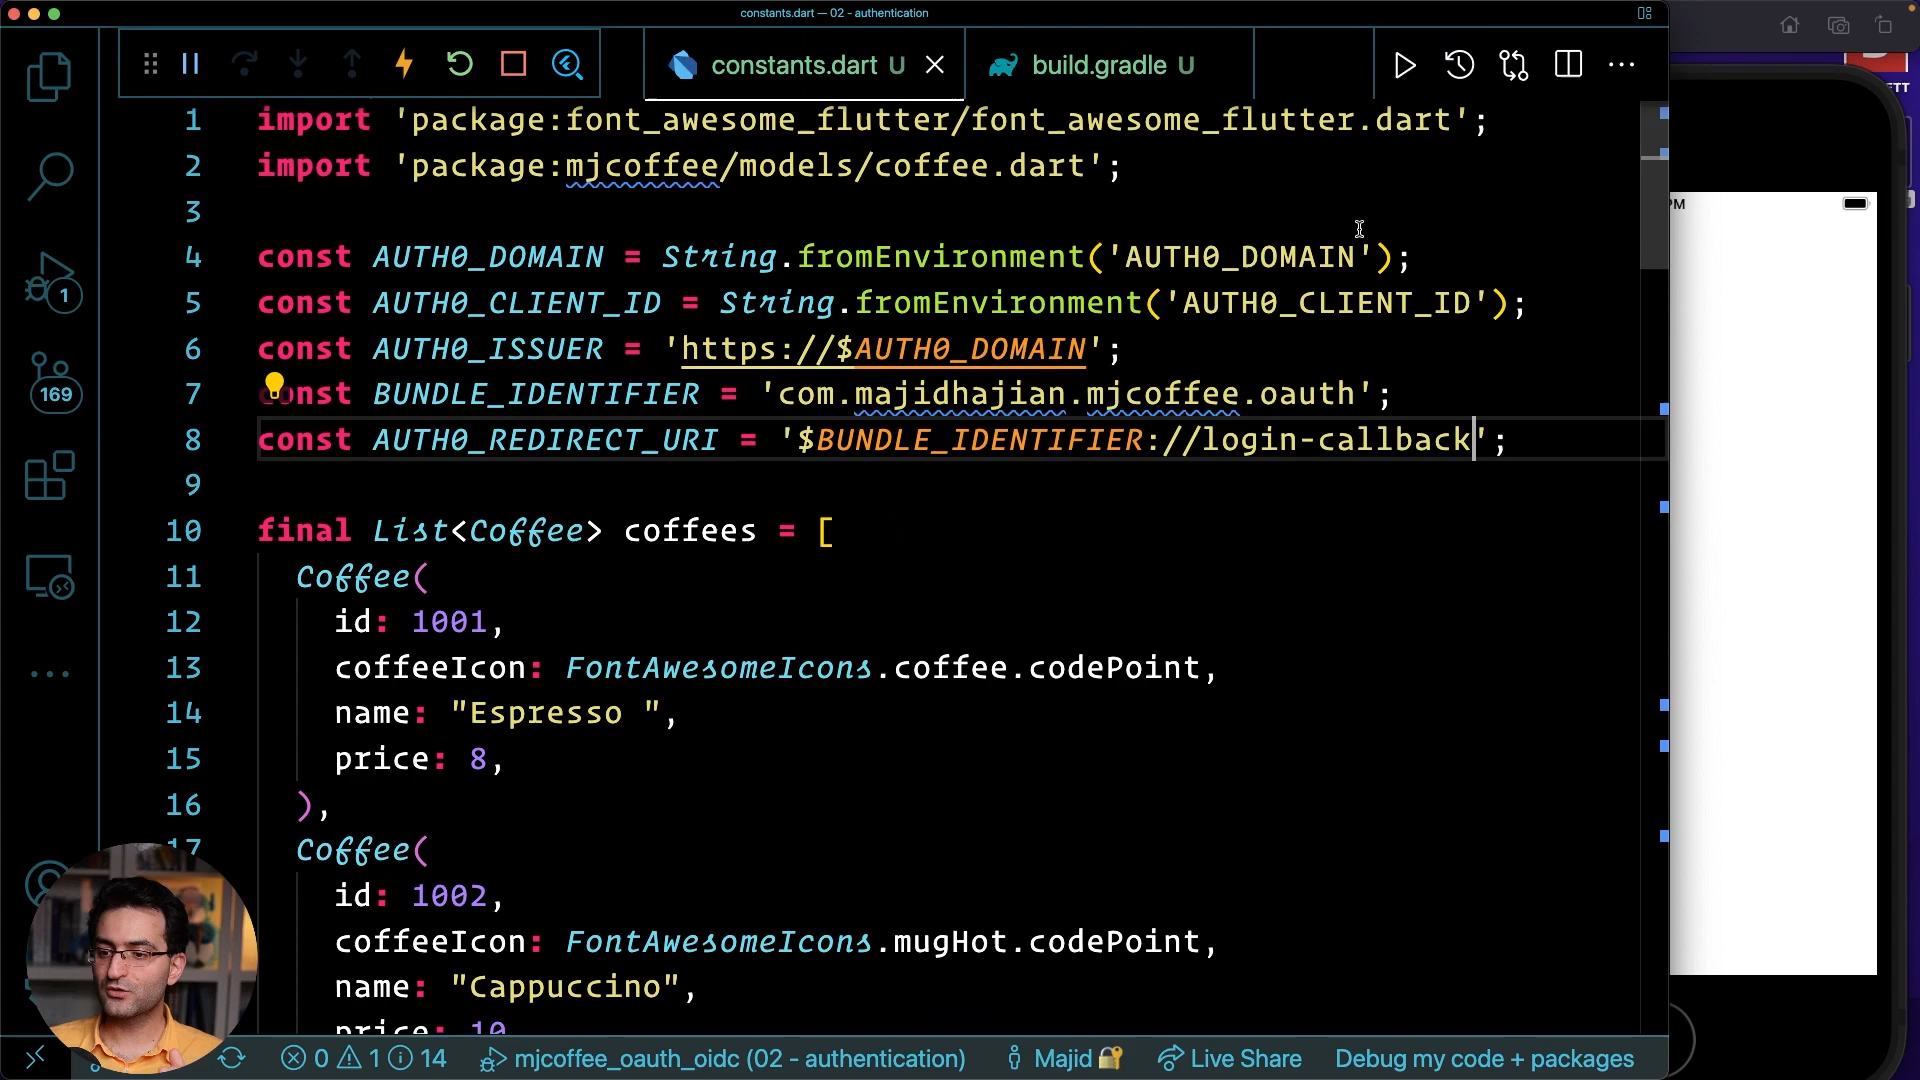 constants.dart — 02 - authentication
constants.dart U
build.gradle U
TT
PM
1 import 'package:font_awesome_flutter/font_awesome_flutter.dart';
2 import 'package:mjcoffee/models/coffee.dart';
3
4 const AUTH0_DOMAIN = String.fromEnvironment('AUTH0_DOMAIN');
5 const AUTH0_CLIENT_ID = String.fromEnvironment('AUTH0_CLIENT_ID');
6 const AUTH0_ISSUER = 'https://$AUTH0_DOMAIN';
7 const BUNDLE_IDENTIFIER = 'com.majidhajian.mjcoffee.oauth';
8 const AUTH0_REDIRECT_URI = '$BUNDLE_IDENTIFIER://login-callback';
9
10 final List<Coffee> coffees = [
11 Coffee(
12 id: 1001,
13 coffeeIcon: FontAwesomeIcons.coffee.codePoint,
14 name: "Espresso ",
15 price: 8,
16 ),
17 Coffee(
id: 1002,
coffeeIcon: FontAwesomeIcons.mugHot.codePoint,
name: "Cappuccino",
price: 10
1
169
0 1 14 mjcoffee_oauth_oidc (02 - authentication) Majid Live Share Debug my code + packages